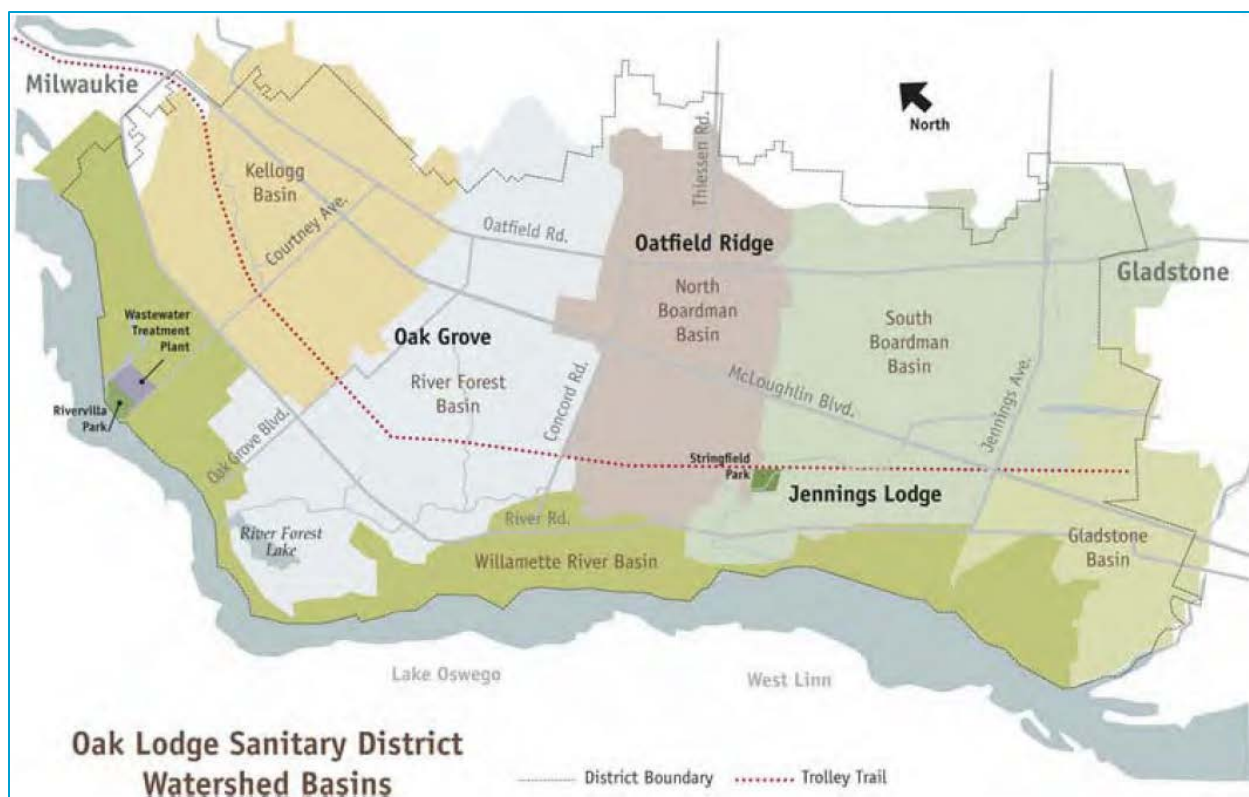 Milwaukie
North
Kellogg
Basin
Courtney Ave.
Thiessen Rd.
Oatfield Rd.
Oatfield Ridge
Gladstone
Wastewater
Treatment
Plant
Oak Grove
North
Boardman
Basin
South
Boardman
Basin
River Forest
Basin
McLoughlin Blvd.
Rivervilla
Park
Oak Grove Blvd.
Concord Rd.
Jennings Ave.
Stringfield
Park
Jennings Lodge
River Rd.
River Forest
Lake
Willamette River Basin
Gladstone
Basin
Lake Oswego
West Linn
Oak Lodge Sanitary District
Watershed Basins
District Boundary
Trolley Trail